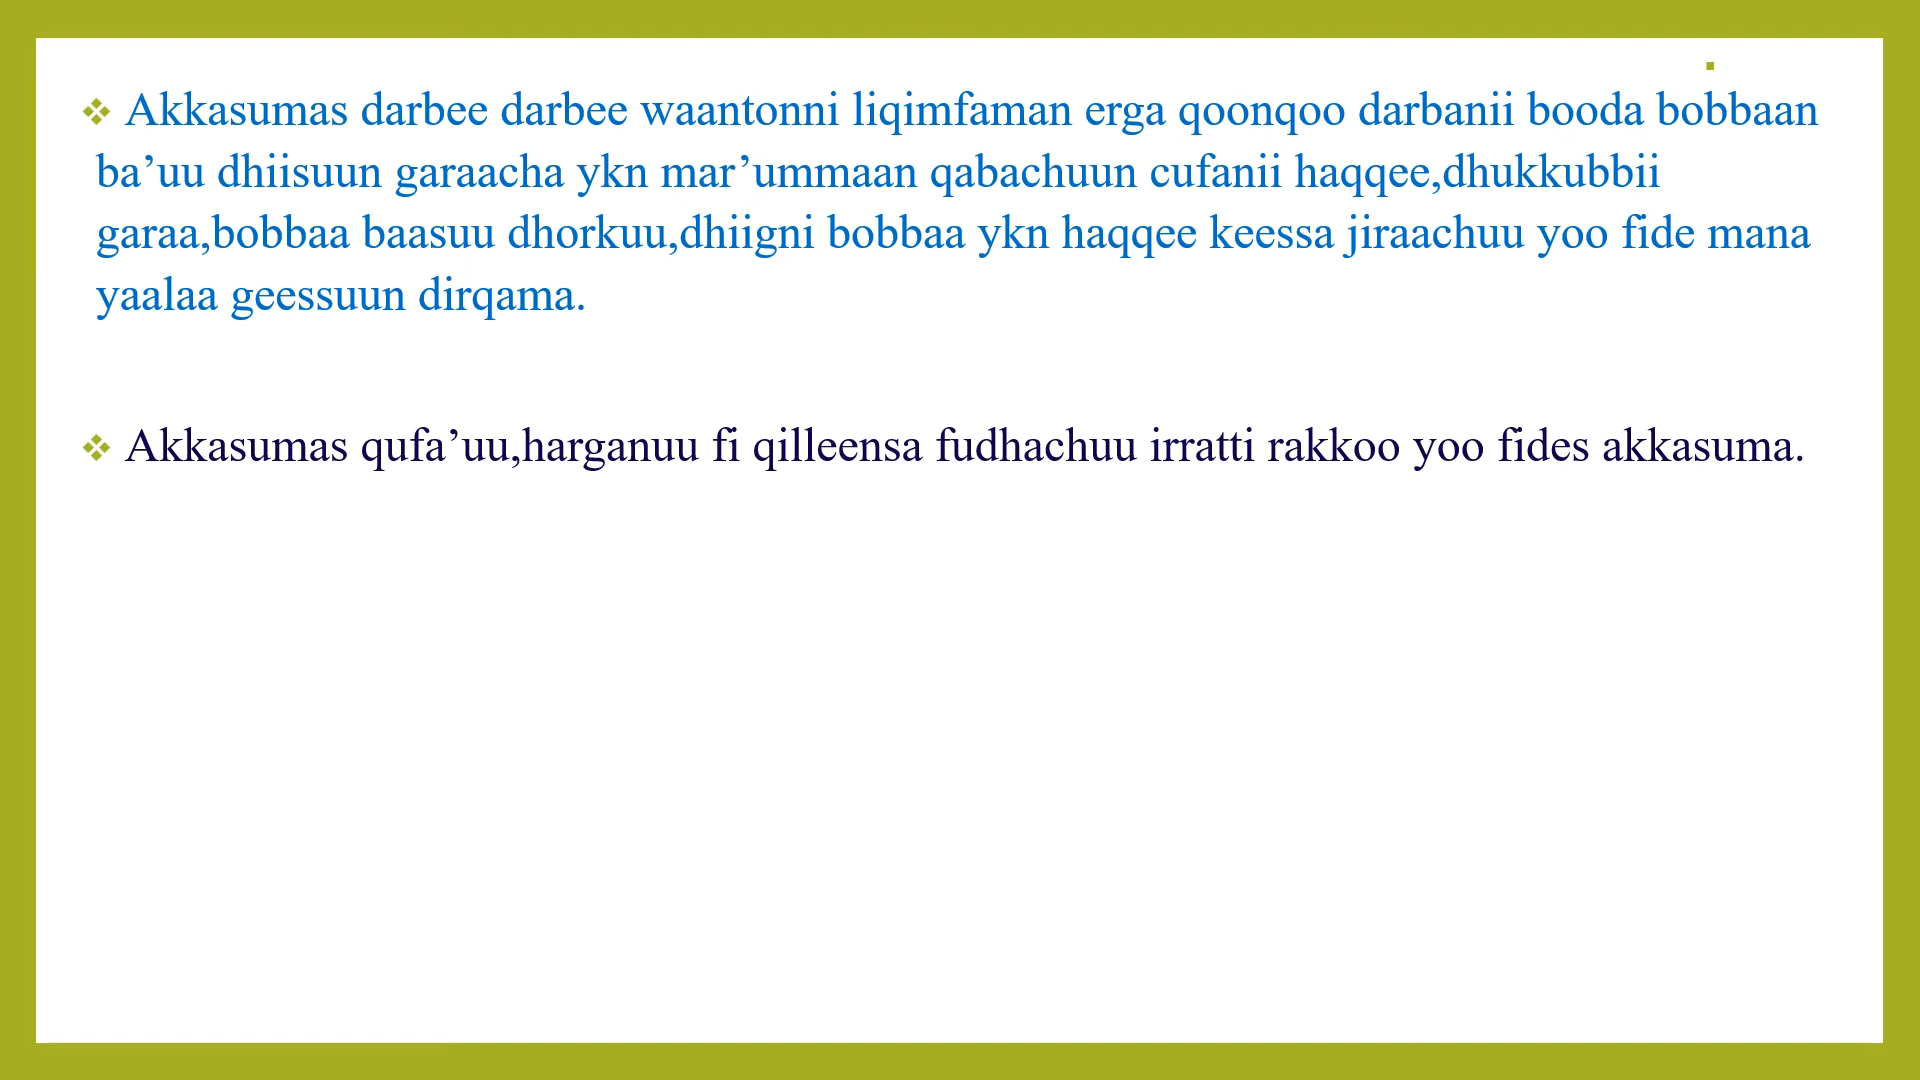 Akkasumas darbee darbee waantonni liqimfaman erga qoonqoo darbanii booda bobbaan
ba’uu dhiisuun garaacha ykn mar’ummaan qabachuun cufanii haqqee,dhukkubbii
garaa,bobbaa baasuu dhorkuu,dhiigni bobbaa ykn haqqee keessa jiraachuu yoo fide mana
yaalaa geessuun dirqama.
Akkasumas qufa’uu,harganuu fi qilleensa fudhachuu irratti rakkoo yoo fides akkasuma.